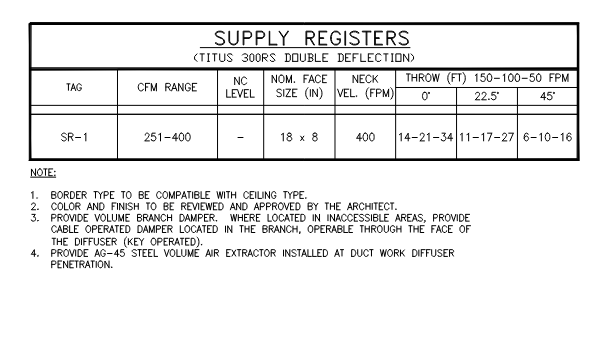 SUPPLY REGISTERS
(TITUS 300RS DOUBLE DEFLECTION)
TAG CFM RANGE NC LEVEL NOM. FACE SIZE (IN) NECK VEL. (FPM) THROW (FT) 150-100-50 FPM
0° 22.5° 45°
SR-1 251-400 - 18 x 8 400 14-21-34 11-17-27 6-10-16
NOTE:
1. BORDER TYPE TO BE COMPATIBLE WITH CEILING TYPE.
2. COLOR AND FINISH TO BE REVIEWED AND APPROVED BY THE ARCHITECT.
3. PROVIDE VOLUME BRANCH DAMPER. WHERE LOCATED IN INACCESSIBLE AREAS, PROVIDE
CABLE OPERATED DAMPER LOCATED IN THE BRANCH, OPERABLE THROUGH THE FACE OF
THE DIFFUSER (KEY OPERATED).
4. PROVIDE AG-45 STEEL VOLUME AIR EXTRACTOR INSTALLED AT DUCT WORK DIFFUSER
PENETRATION.